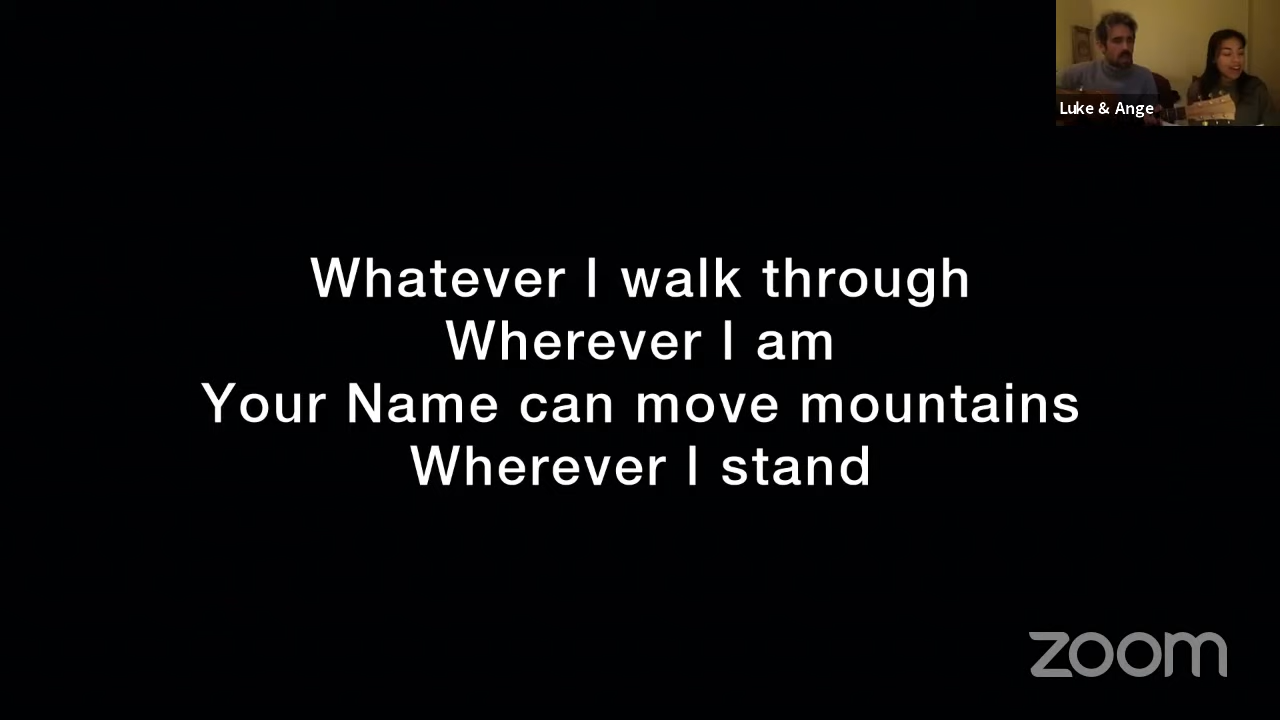 Luke & Ange
Whatever I walk through
Wherever I am
Your Name can move mountains
Wherever I stand
zoom